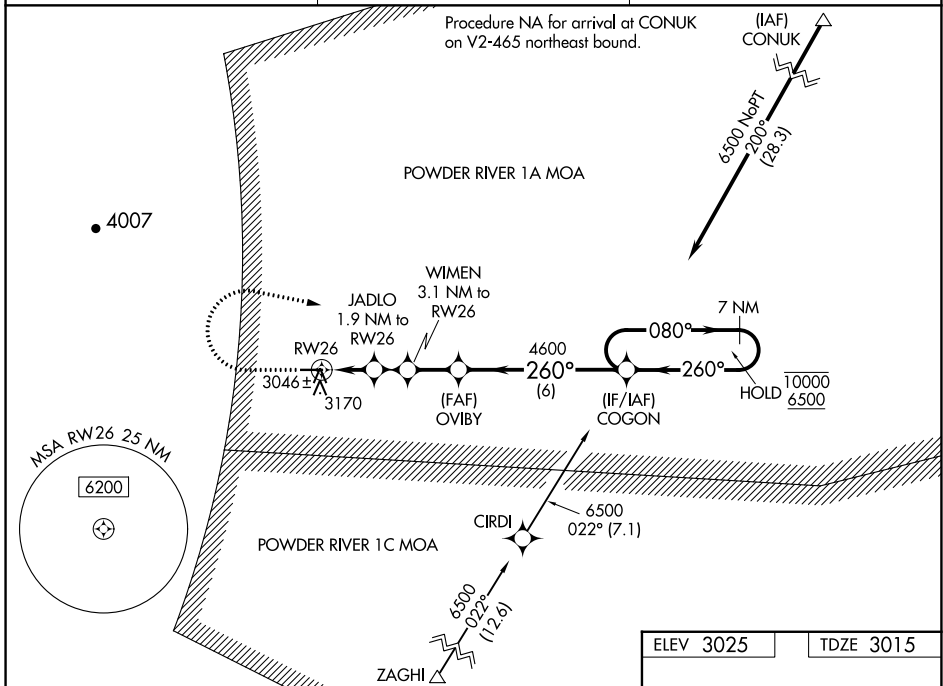 Procedure NA for arrival at CONUK
on V2-465 northeast bound.
(IAF)
CONUK
6500 NoPT
200°
(28.3)
POWDER RIVER 1A MOA
4007
WIMEN
3.1 NM to
RW26
JADLO
1.9 NM to
RW26
7 NM
080°
RW26
4600
260°
(6)
260°
3046±
3170
(FAF)
OVIBY
(IF/IAF)
COGON
HOLD
10000
6500
MSA RW26 25 NM
6200
CIRDI
6500
022° (7.1)
POWDER RIVER 1C MOA
6500
022°
(12.6)
ZAGHI
ELEV 3025
TDZE 3015